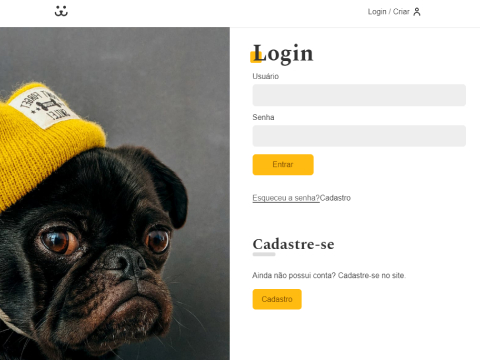 Login / Criar
Login
Usuário
Senha
Entrar
Esqueceu a senha?Cadastro
Cadastre-se
Ainda não possui conta? Cadastre-se no site.
Cadastro